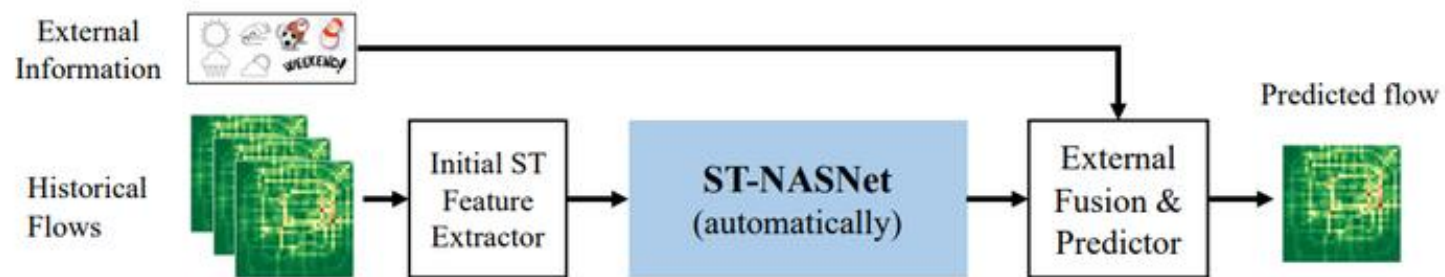 External
Information
WEEKEND!
Historical
Flows
Initial ST
Feature
Extractor
ST-NASNet
(automatically)
External
Fusion &
Predictor
Predicted flow